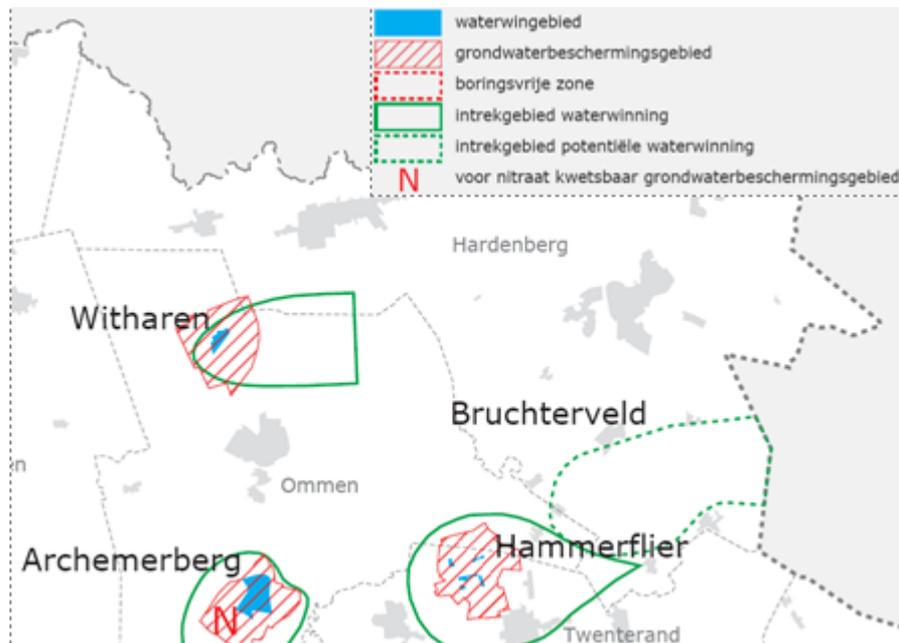 waterwingebied
grondwaterbeschermingsgebied
boringsvrije zone
intrekgebied waterwinning
intrekgebied potentiële waterwinning
N voor nitraat kwetsbaar grondwaterbeschermingsgebied
Hardenberg
Witharen
Bruchterveld
en
Ommen
Hammerflier
Archemerberg
N
Twenterand